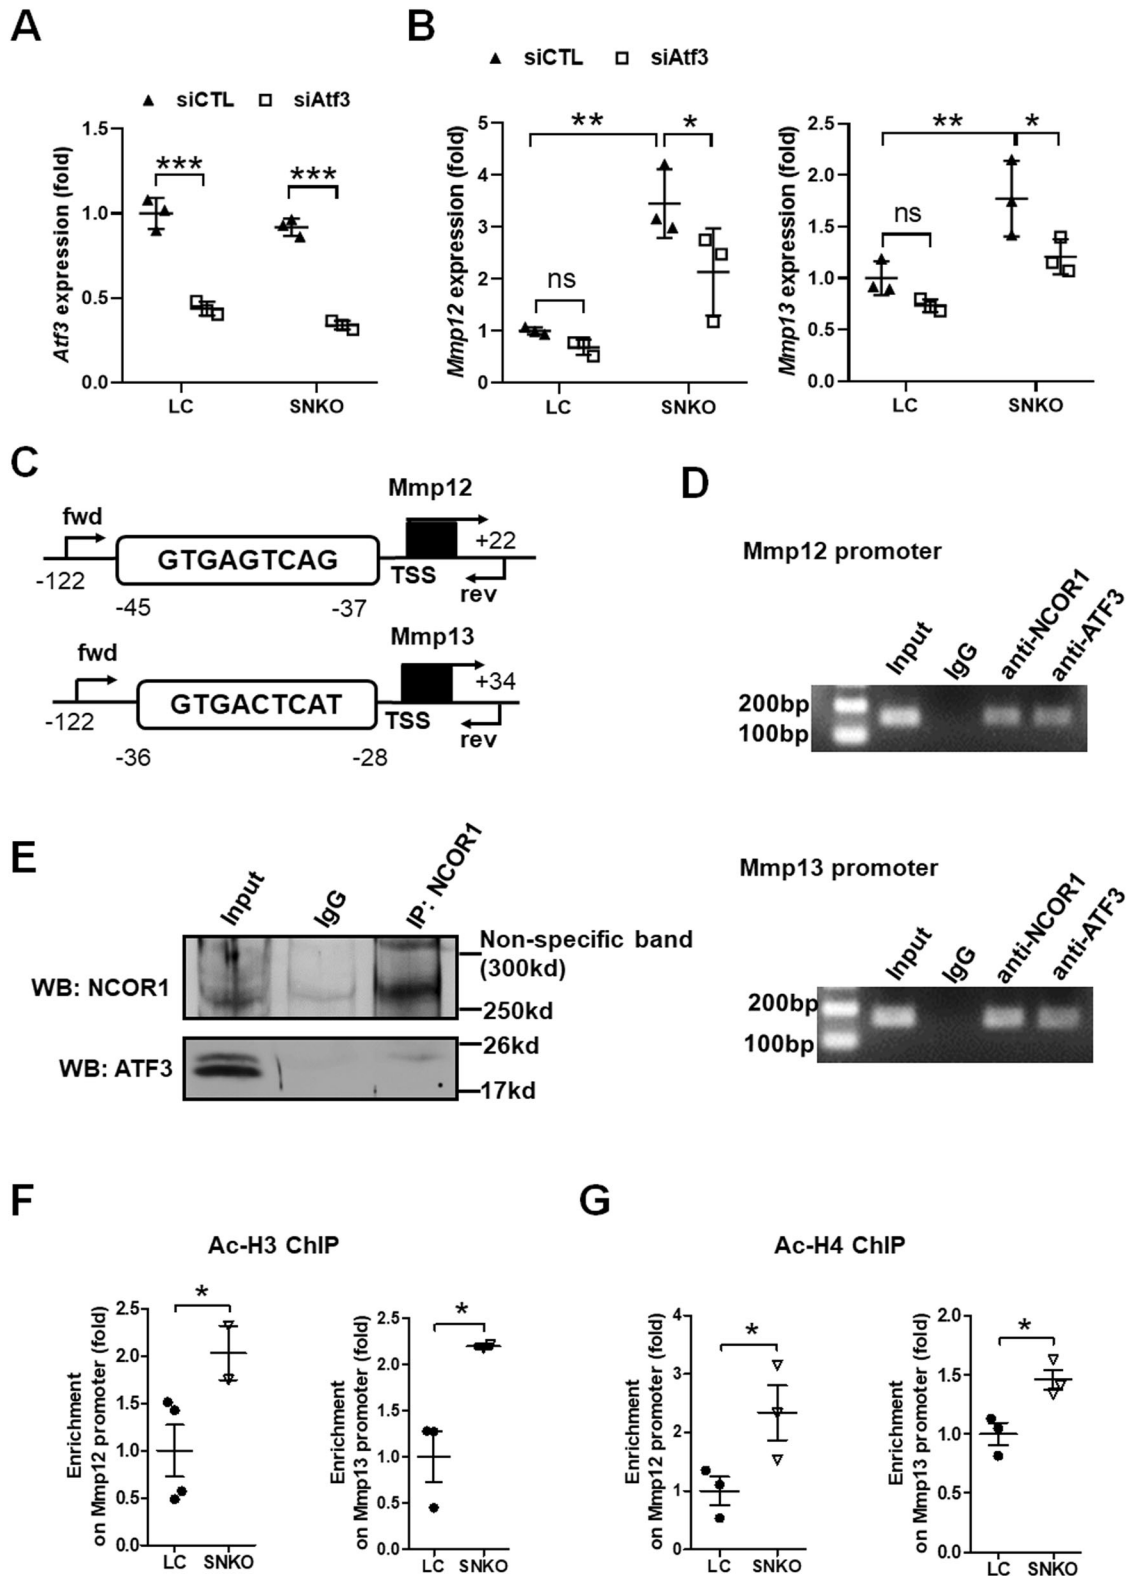 A
siCTL siAtf3
Atf3 expression (fold)
1.5
1.0
0.5
0.0
***
***
LC SNKO
B
siCTL siAtf3
Mmp12 expression (fold)
5
4
3
2
1
0
**
*
ns
LC SNKO
Mmp13 expression (fold)
2.5
2.0
1.5
1.0
0.5
0.0
**
*
ns
LC SNKO
C
Mmp12
fwd
GTGAGTCAG
+22
-122
TSS
rev
-45 -37
Mmp13
fwd
GTGACTCAT
+34
-122
TSS
rev
-36 -28
D
Mmp12 promoter
Input IgG anti-NCOR1 anti-ATF3
200bp
100bp
Mmp13 promoter
Input IgG anti-NCOR1 anti-ATF3
200bp
100bp
E
Input IgG IP: NCOR1
Non-specific band
(300kd)
WB: NCOR1
250kd
26kd
WB: ATF3
17kd
F
Ac-H3 ChIP
Enrichment
on Mmp12 promoter (fold)
2.5
2.0
1.5
1.0
0.5
0.0
*
LC SNKO
Enrichment
on Mmp13 promoter (fold)
2.5
2.0
1.5
1.0
0.5
0.0
*
LC SNKO
G
Ac-H4 ChIP
Enrichment
on Mmp12 promoter (fold)
4
3
2
1
0
*
LC SNKO
Enrichment
on Mmp13 promoter (fold)
2.0
1.5
1.0
0.5
0.0
*
LC SNKO